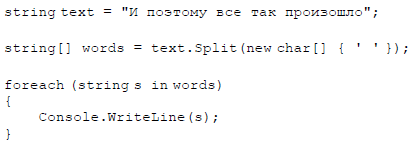 string text = "И поэтому все так произошло";
string[] words = text.Split(new char[] { ' ' });
foreach (string s in words)
{
    Console.WriteLine(s);
}